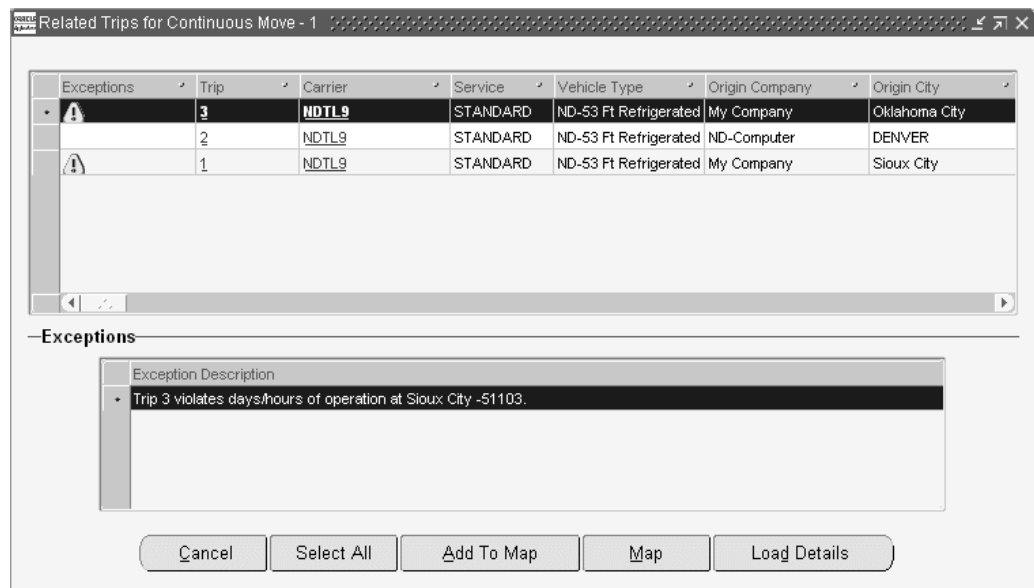 Related Trips for Continuous Move - 1
Exceptions Trip Carrier Service Vehicle Type Origin Company Origin City
3 NDTL9 STANDARD ND-53 Ft Refrigerated My Company Oklahoma City
2 NDTL9 STANDARD ND-53 Ft Refrigerated ND-Computer DENVER
1 NDTL9 STANDARD ND-53 Ft Refrigerated My Company Sioux City
Exceptions
Exception Description
Trip 3 violates days/hours of operation at Sioux City -51103.
Cancel Select All Add To Map Map Load Details